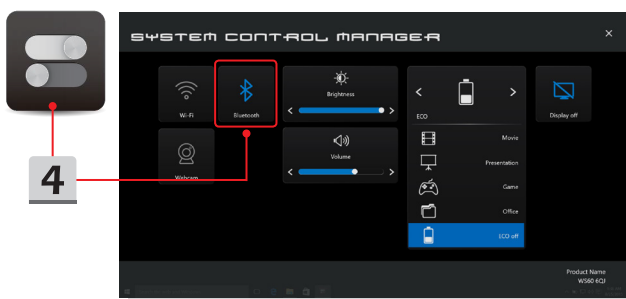 SYSTEM CONTROL MANAGER
Wi-Fi
Bluetooth
Brightness
ECO
Display off
Webcam
Volume
Movie
Presentation
Game
Office
ECO off
4
Product Name
WS60 6QJ